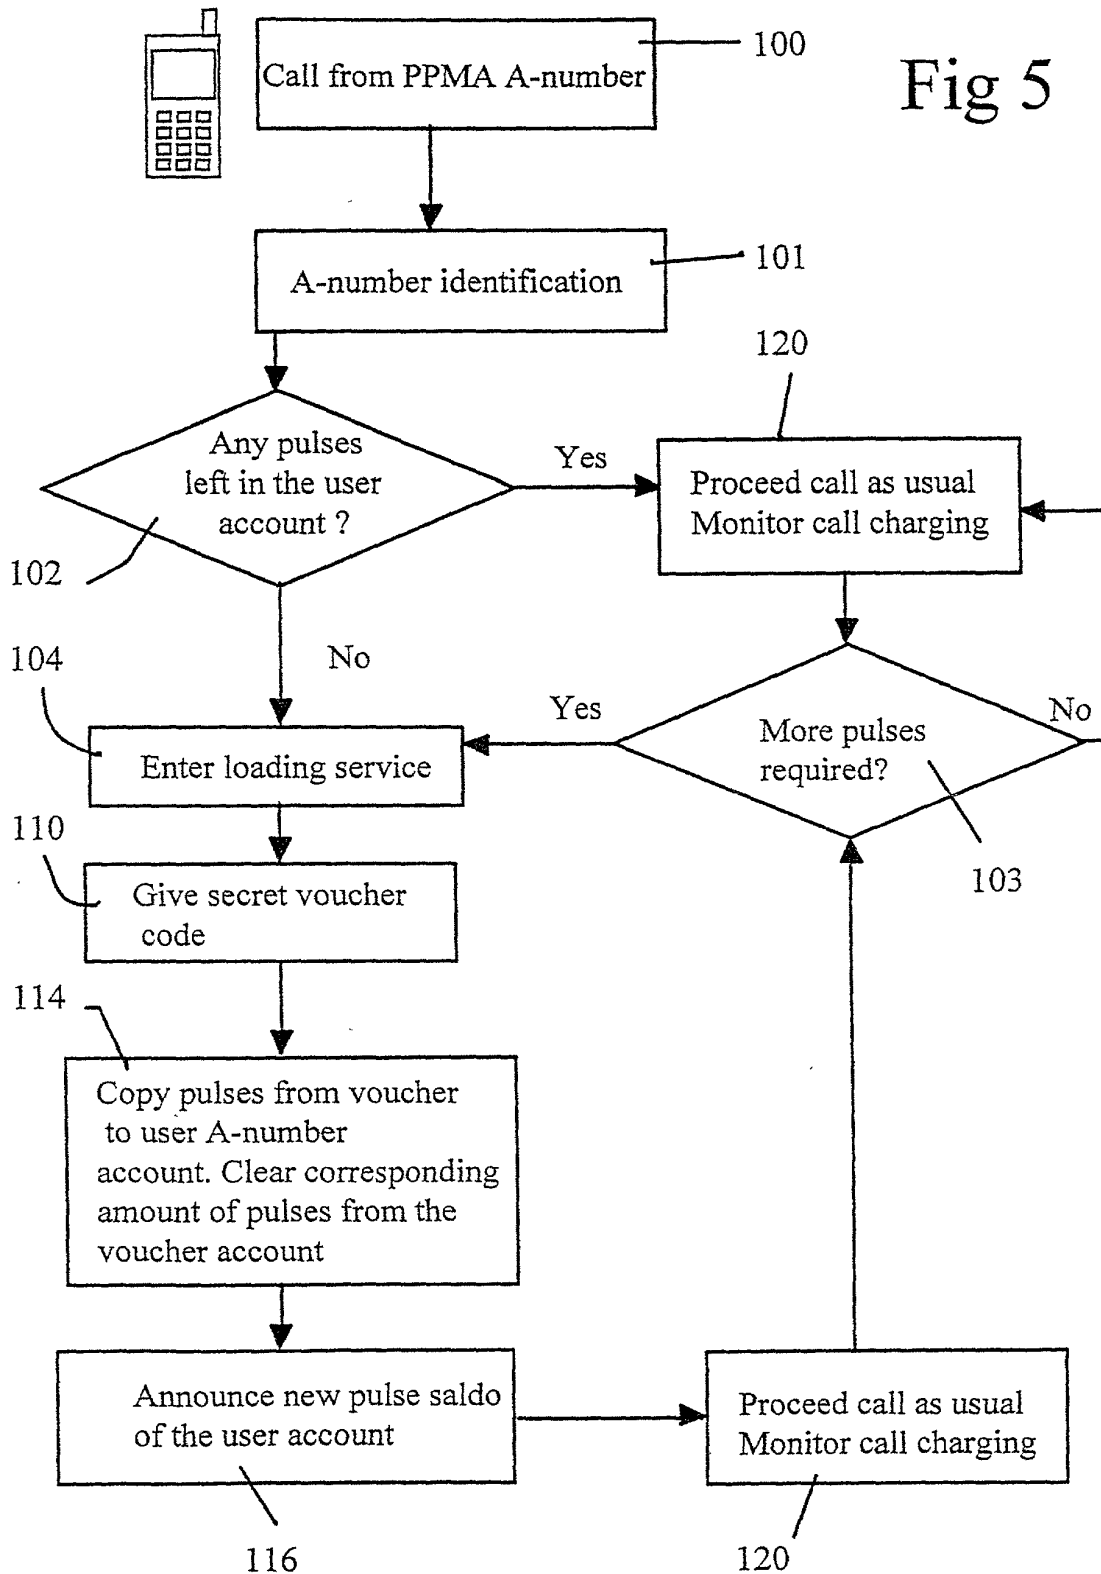 Fig 5
100
Call from PPMA A-number
101
A-number identification
120
Any pulses
left in the user
account ?
Yes
Proceed call as usual
Monitor call charging
102
No
104
Enter loading service
Yes
More pulses
required?
No
103
110
Give secret voucher
code
114
Copy pulses from voucher
to user A-number
account. Clear corresponding
amount of pulses from the
voucher account
Announce new pulse saldo
of the user account
116
Proceed call as usual
Monitor call charging
120